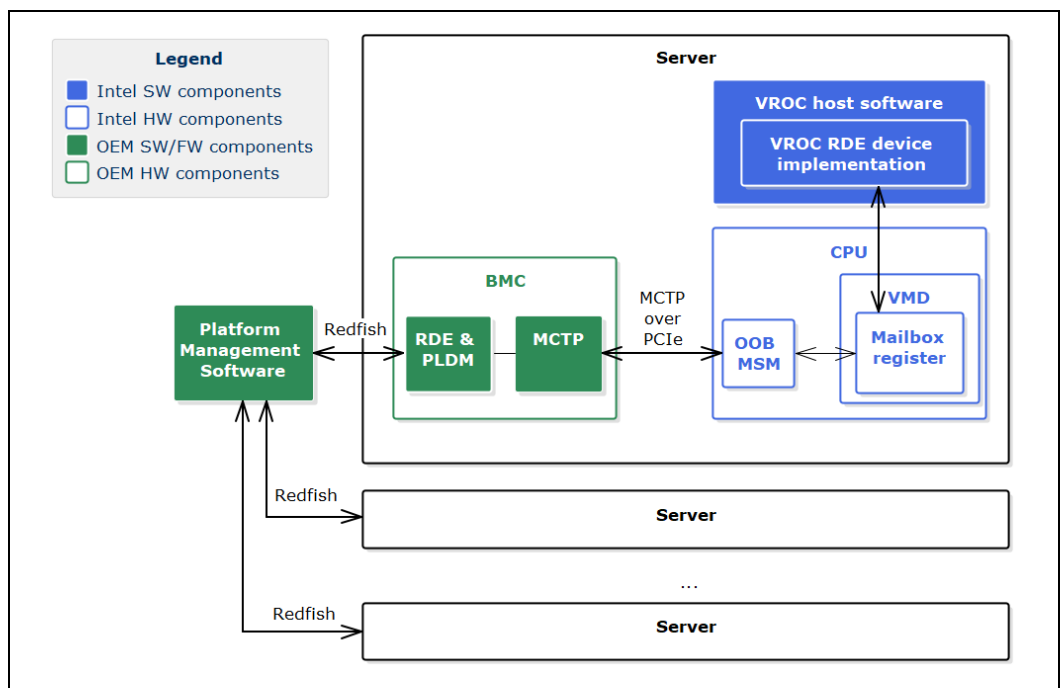 Legend
Intel SW components
Intel HW components
OEM SW/FW components
OEM HW components
Server
VROC host software
VROC RDE device
implementation
CPU
VMD
Mailbox
register
OOB
MSM
MCTP
over
PCIe
BMC
RDE &
PLDM
MCTP
Redfish
Platform
Management
Software
Redfish
Server
...
Redfish
Server